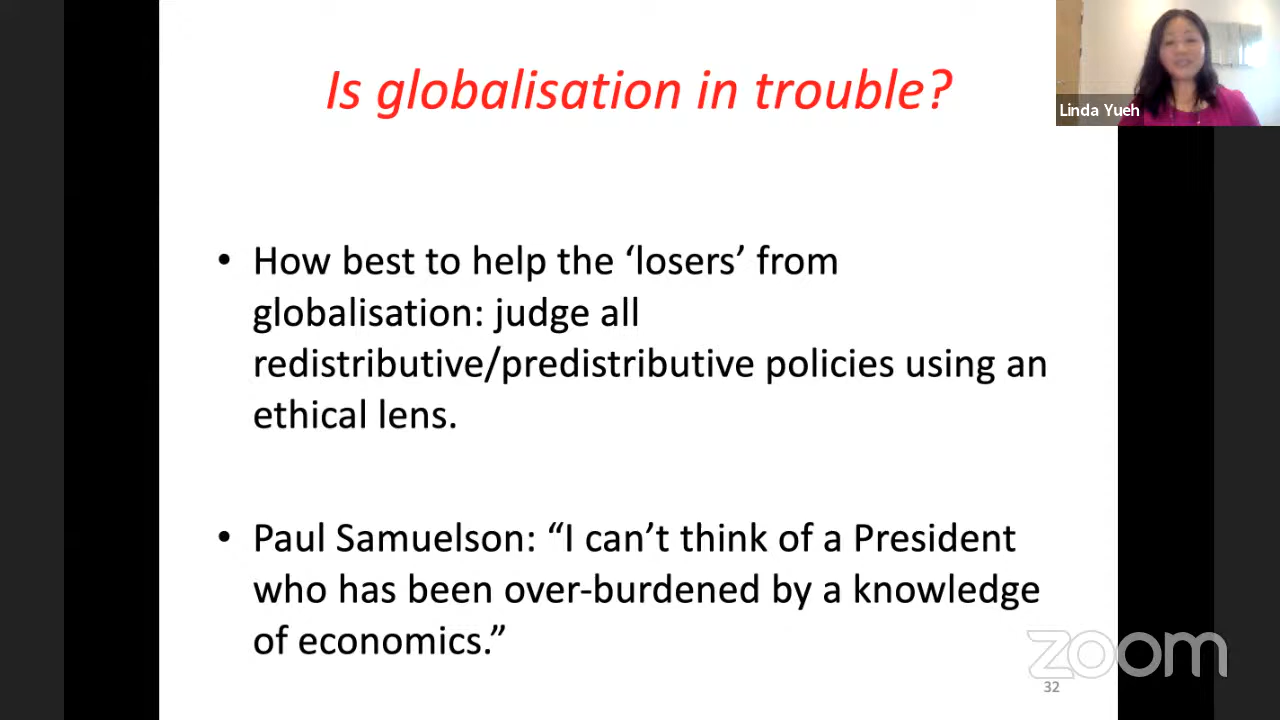 Is globalisation in trouble?
Linda Yueh
• How best to help the ‘losers’ from
globalisation: judge all
redistributive/predistributive policies using an
ethical lens.
• Paul Samuelson: “I can’t think of a President
who has been over-burdened by a knowledge
of economics.”
zoom
32